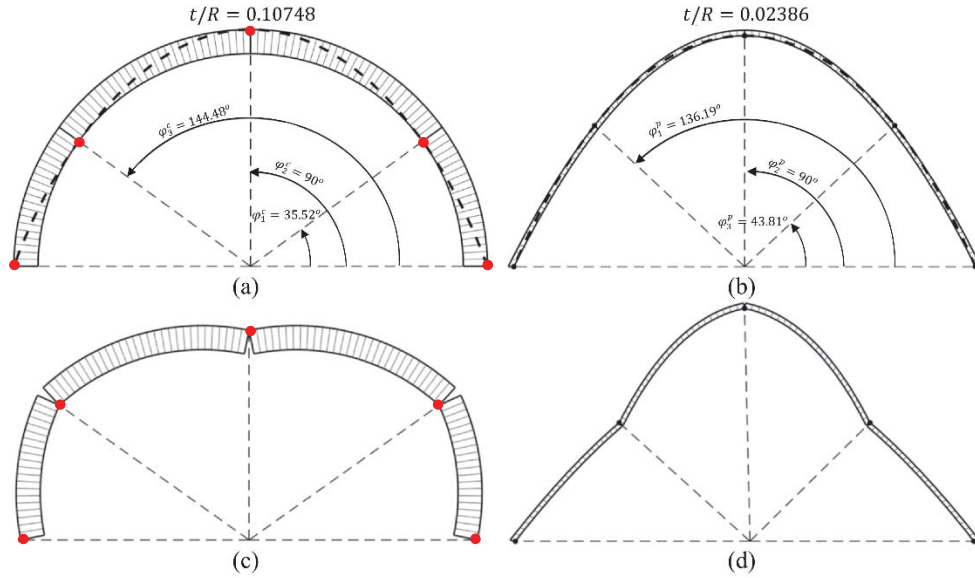 t/R = 0.10748
t/R = 0.02386
φ₃ᶜ = 144.48°
φ₂ᶜ = 90°
φ₁ᶜ = 35.52°
φ₁ᵖ = 136.19°
φ₂ᵖ = 90°
φ₃ᵖ = 43.81°
(a)
(b)
(c)
(d)